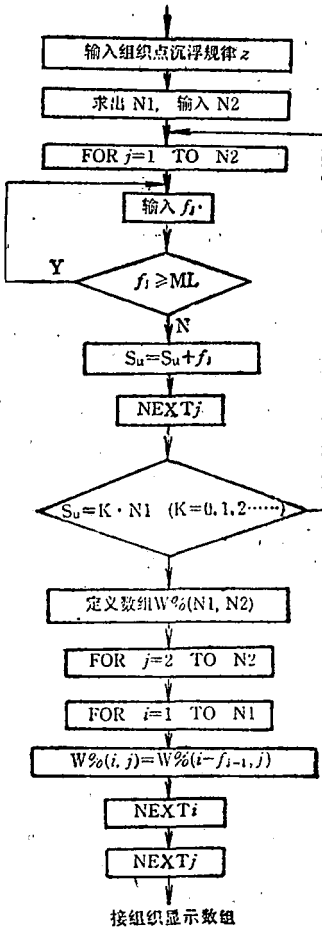 输入组织点沉浮规律 z
求出 N1, 输入 N2
FOR j=1 TO N2
输入 fj.
Y
fj ≥ML
N
Su=Su+fj
NEXTj
Su=K·N1 (K=0,1,2……)
定义数组W%(N1, N2)
FOR j=2 TO N2
FOR i=1 TO N1
W%(i, j)=W%(i-fj-1, j)
NEXTi
NEXTj
接组织显示数组